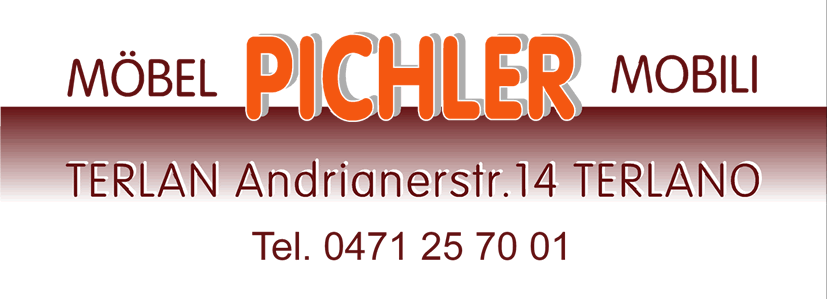 MÖBEL PICHLER MOBILI
TERLAN Andrianerstr.14 TERLANO
Tel. 0471 25 70 01